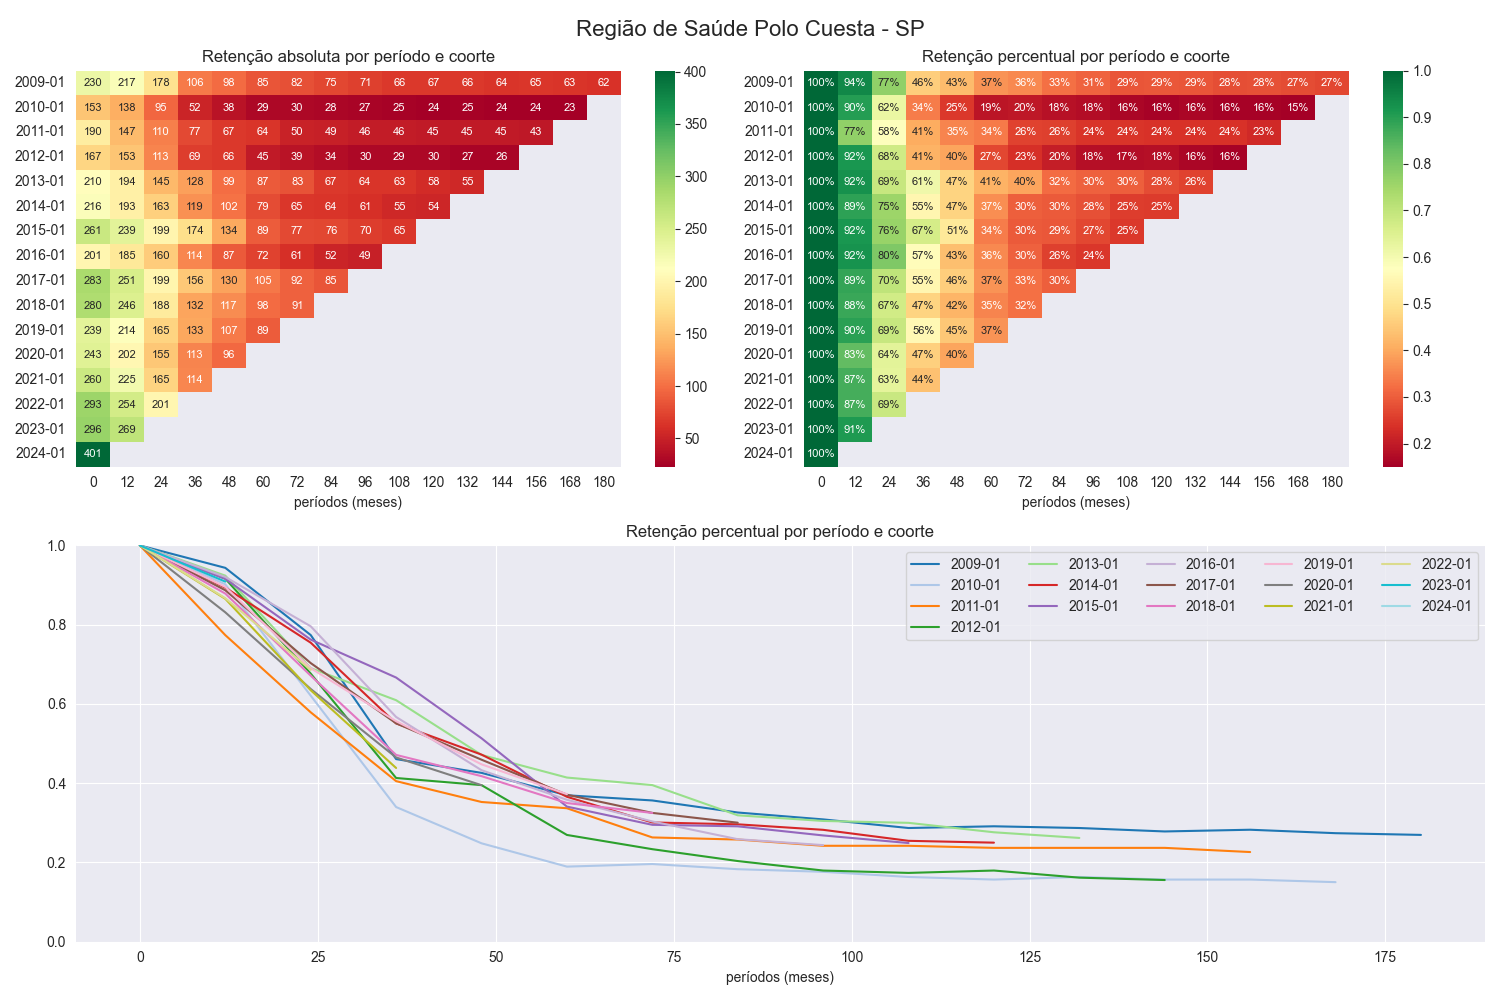 Região de Saúde Polo Cuesta - SP
Retenção absoluta por período e coorte
2009-01 230 217 178 106 98 85 82 75 71 66 67 66 64 65 63 62
2010-01 153 138 95 52 38 29 30 28 27 25 24 25 24 24 23
2011-01 190 147 110 77 67 64 50 49 46 46 45 45 45 43
2012-01 167 153 113 69 66 45 39 34 30 29 30 27 26
2013-01 210 194 145 128 99 87 83 67 64 63 58 55
2014-01 216 193 163 119 102 79 65 64 61 55 54
2015-01 261 239 199 174 134 89 77 76 70 65
2016-01 201 185 160 114 87 72 61 52 49
2017-01 283 251 199 156 130 105 92 85
2018-01 280 246 188 132 117 98 91
2019-01 239 214 165 133 107 89
2020-01 243 202 155 113 96
2021-01 260 225 165 114
2022-01 293 254 201
2023-01 296 269
2024-01 401
0 12 24 36 48 60 72 84 96 108 120 132 144 156 168 180
períodos (meses)
400
350
300
250
200
150
100
50
Retenção percentual por período e coorte
2009-01 100% 94% 77% 46% 43% 37% 36% 33% 31% 29% 29% 29% 28% 28% 27% 27%
2010-01 100% 90% 62% 34% 25% 19% 20% 18% 18% 16% 16% 16% 16% 16% 15%
2011-01 100% 77% 58% 41% 35% 34% 26% 26% 24% 24% 24% 24% 24% 23%
2012-01 100% 92% 68% 41% 40% 27% 23% 20% 18% 17% 18% 16% 16%
2013-01 100% 92% 69% 61% 47% 41% 40% 32% 30% 30% 28% 26%
2014-01 100% 89% 75% 55% 47% 37% 30% 30% 28% 25% 25%
2015-01 100% 92% 76% 67% 51% 34% 30% 29% 27% 25%
2016-01 100% 92% 80% 57% 43% 36% 30% 26% 24%
2017-01 100% 89% 70% 55% 46% 37% 33% 30%
2018-01 100% 88% 67% 47% 42% 35% 32%
2019-01 100% 90% 69% 56% 45% 37%
2020-01 100% 83% 64% 47% 40%
2021-01 100% 87% 63% 44%
2022-01 100% 87% 69%
2023-01 100% 91%
2024-01 100%
0 12 24 36 48 60 72 84 96 108 120 132 144 156 168 180
períodos (meses)
1.0
0.9
0.8
0.7
0.6
0.5
0.4
0.3
0.2
Retenção percentual por período e coorte
1.0
0.8
0.6
0.4
0.2
0.0
2009-01 2013-01 2016-01 2019-01 2022-01
2010-01 2014-01 2017-01 2020-01 2023-01
2011-01 2015-01 2018-01 2021-01 2024-01
2012-01
0 25 50 75 100 125 150 175
períodos (meses)